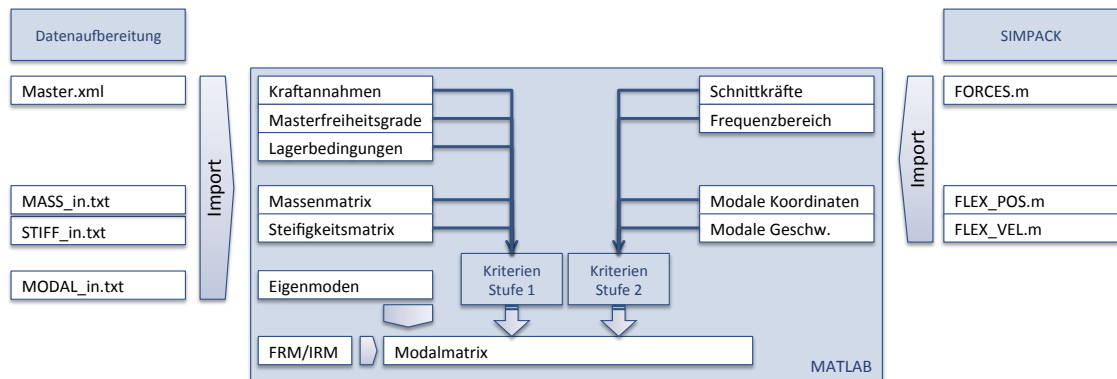 Datenaufbereitung
SIMPACK
Master.xml
MASS_in.txt
STIFF_in.txt
MODAL_in.txt
Import
Kraftannahmen
Masterfreiheitsgrade
Lagerbedingungen
Massenmatrix
Steifigkeitsmatrix
Eigenmoden
FRM/IRM
Modalmatrix
Kriterien
Stufe 1
Kriterien
Stufe 2
Schnittkräfte
Frequenzbereich
Modale Koordinaten
Modale Geschw.
MATLAB
Import
FORCES.m
FLEX_POS.m
FLEX_VEL.m